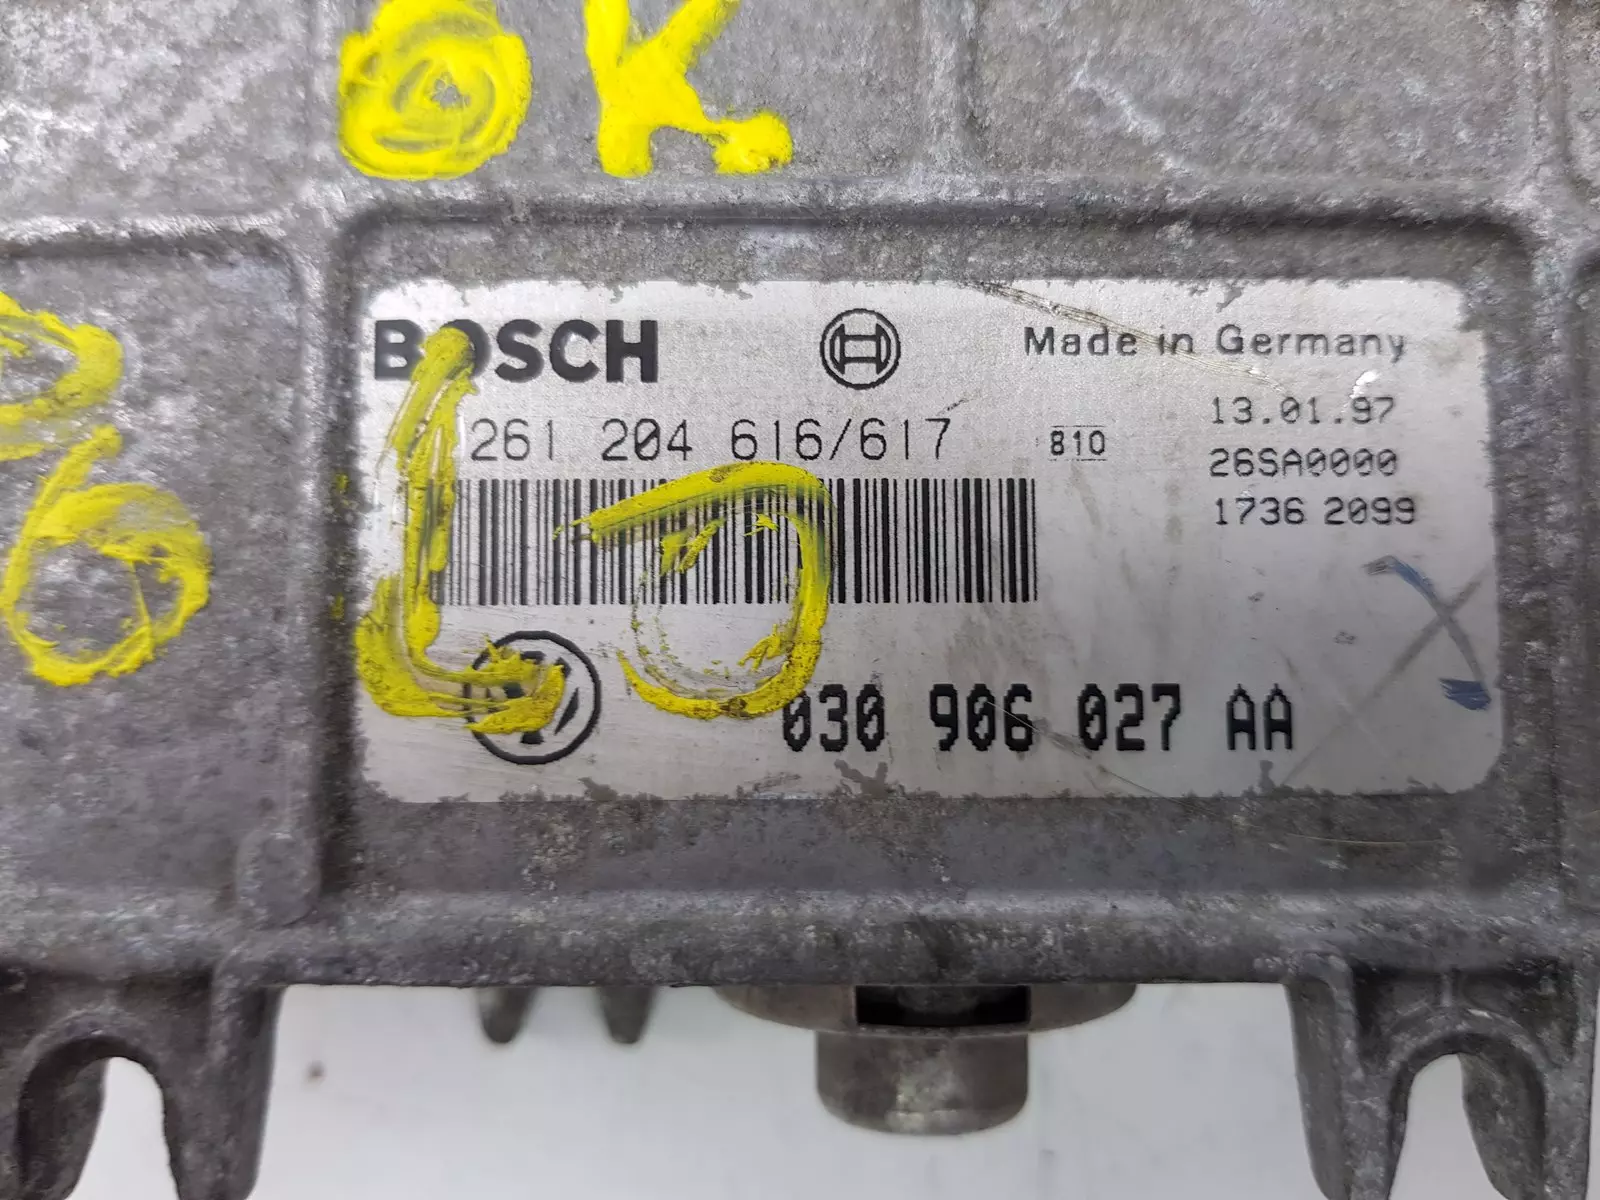 OK
BOSCH
Made in Germany
261 204 616/617
810
13.01.97
26SA0000
1736 2099
030 906 027 AA